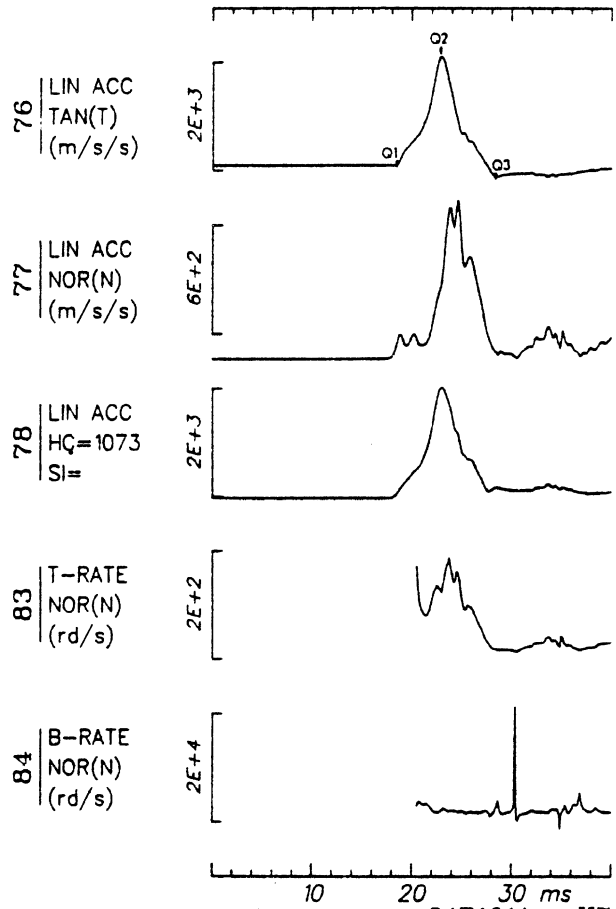 Q2
76
LIN ACC
TAN(T)
(m/s/s)
2E+3
Q1
Q3
77
LIN ACC
NOR(N)
(m/s/s)
6E+2
78
LIN ACC
HÇ=1073
SI=
2E+3
83
T-RATE
NOR(N)
(rd/s)
2E+2
84
B-RATE
NOR(N)
(rd/s)
2E+4
10 20 30 ms